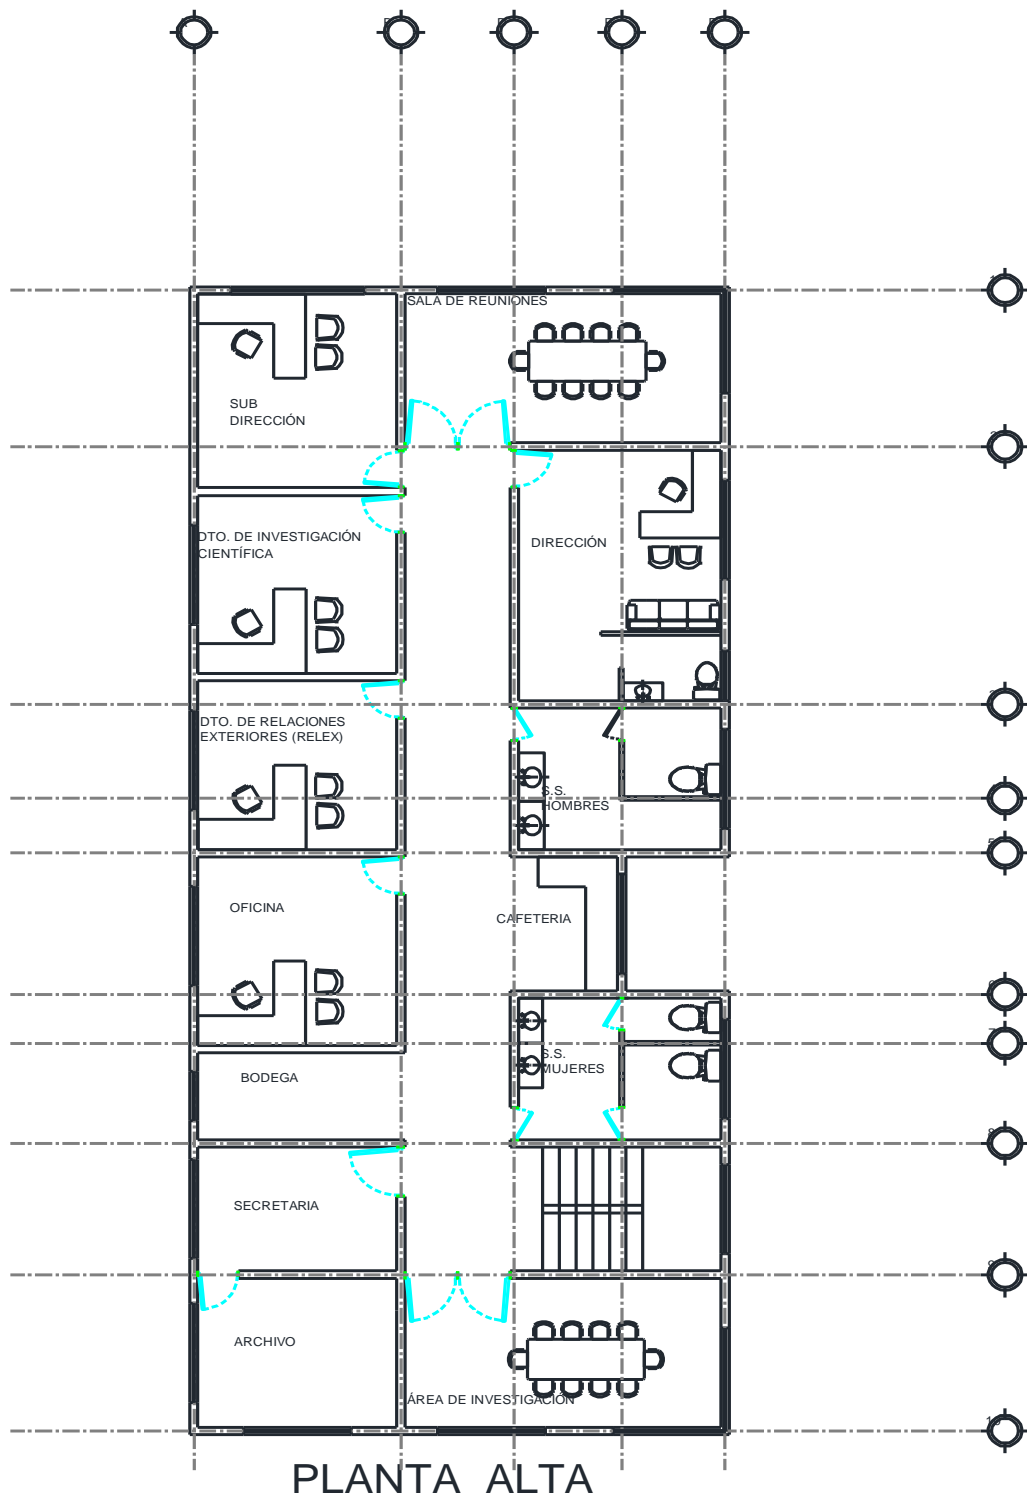 SALA DE REUNIONES
SUB
DIRECCIÓN
DTO. DE INVESTIGACIÓN
CIENTÍFICA
DIRECCIÓN
DTO. DE RELACIONES
EXTERIORES (RELEX)
S.S.
HOMBRES
OFICINA
CAFETERIA
S.S.
MUJERES
BODEGA
SECRETARIA
ARCHIVO
ÁREA DE INVESTIGACIÓN
PLANTA ALTA